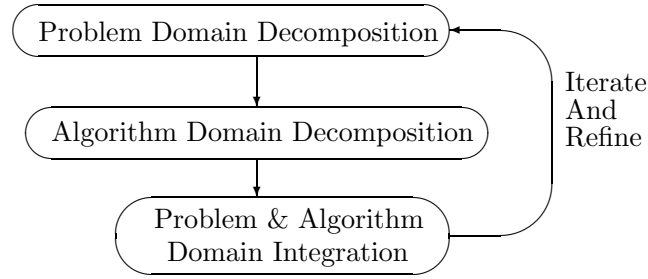 Problem Domain Decomposition
Iterate
And
Refine
Algorithm Domain Decomposition
Problem & Algorithm
Domain Integration